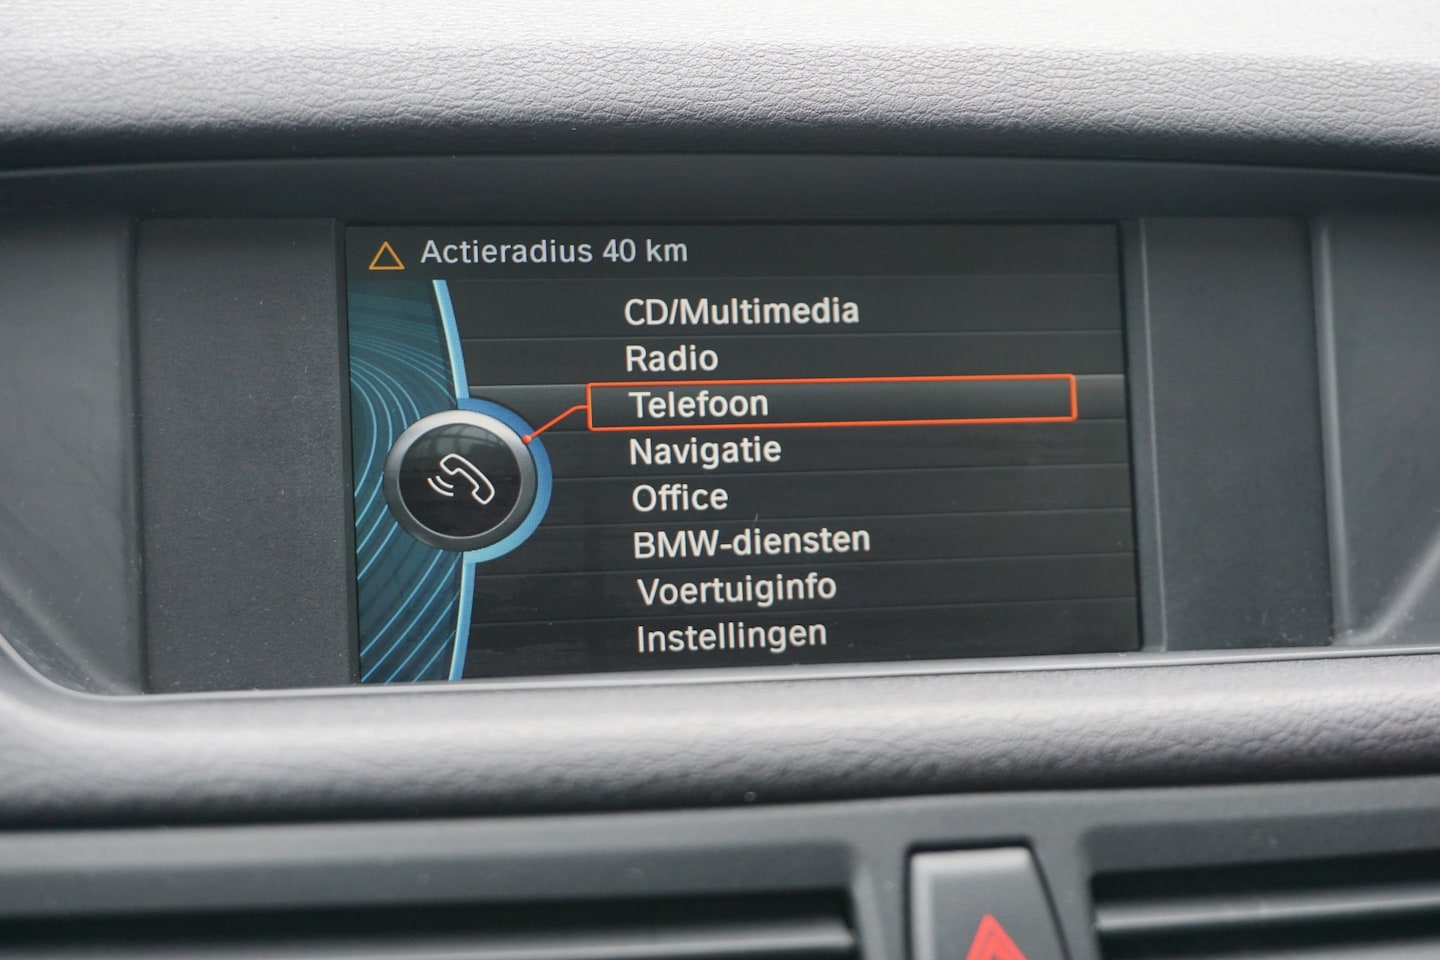 Actieradius 40 km
CD/Multimedia
Radio
Telefoon
Navigatie
Office
BMW-diensten
Voertuiginfo
Instellingen